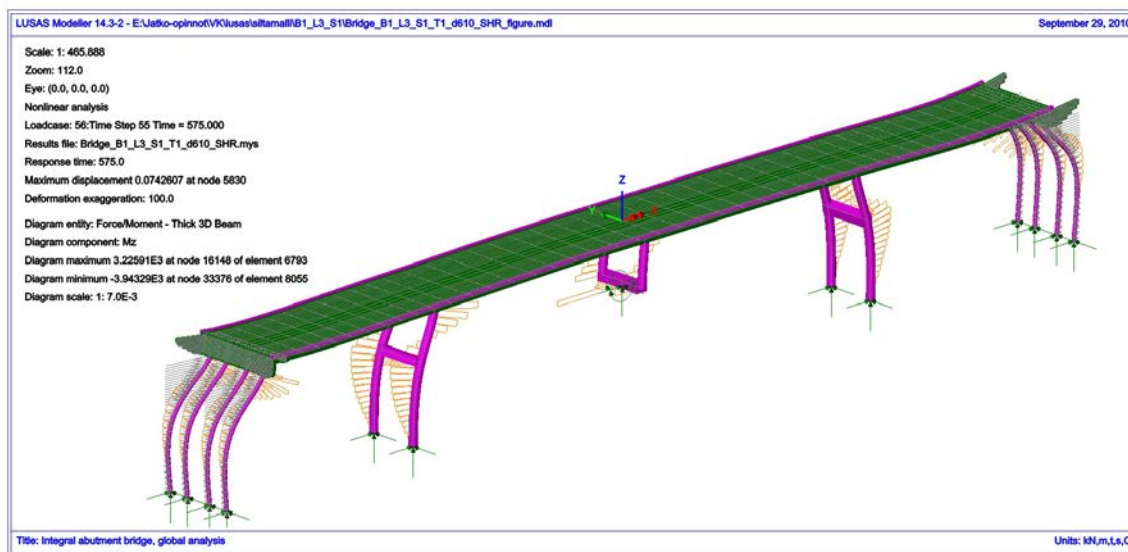 LUSAS Modeller 14.3-2 - E:\Jatko-opinnot\VK\lusas\siltamalli\B1_L3_S1\Bridge_B1_L3_S1_T1_d610_SHR_figure.mdl September 29, 2010
Scale: 1: 465.888
Zoom: 112.0
Eye: (0.0, 0.0, 0.0)
Nonlinear analysis
Loadcase: 56:Time Step 55 Time = 575.000
Results file: Bridge_B1_L3_S1_T1_d610_SHR.mys
Response time: 575.0
Maximum displacement 0.0742607 at node 5830
Deformation exaggeration: 100.0
Diagram entity: Force/Moment - Thick 3D Beam
Diagram component: Mz
Diagram maximum 3.22591E3 at node 16148 of element 6793
Diagram minimum -3.94329E3 at node 33376 of element 8055
Diagram scale: 1: 7.0E-3
Z
Y
X
Title: Integral abutment bridge, global analysis Units: kN,m,t,s,C